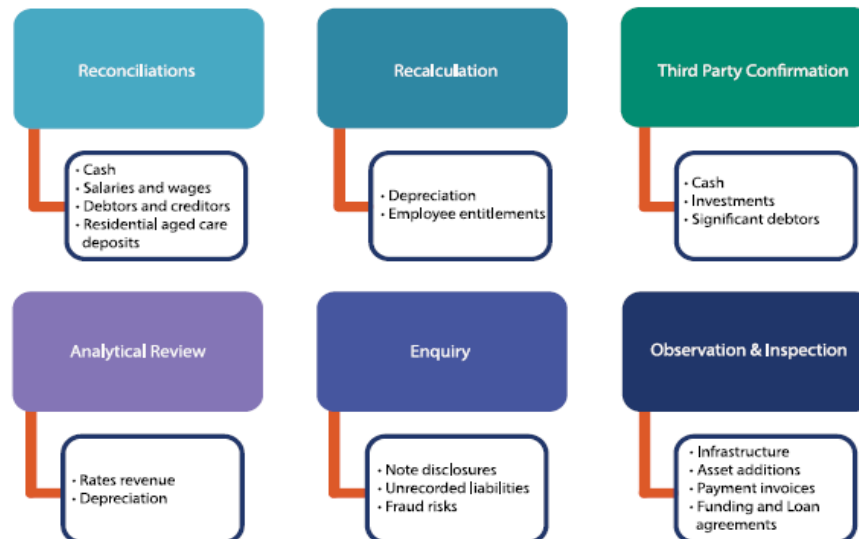 Reconciliations
• Cash
• Salaries and wages
• Debtors and creditors
• Residential aged care
deposits
Recalculation
• Depreciation
• Employee entitlements
Third Party Confirmation
• Cash
• Investments
• Significant debtors
Analytical Review
• Rates revenue
• Depreciation
Enquiry
• Note disclosures
• Unrecorded liabilities
• Fraud risks
Observation & Inspection
• Infrastructure
• Asset additions
• Payment invoices
• Funding and Loan
agreements